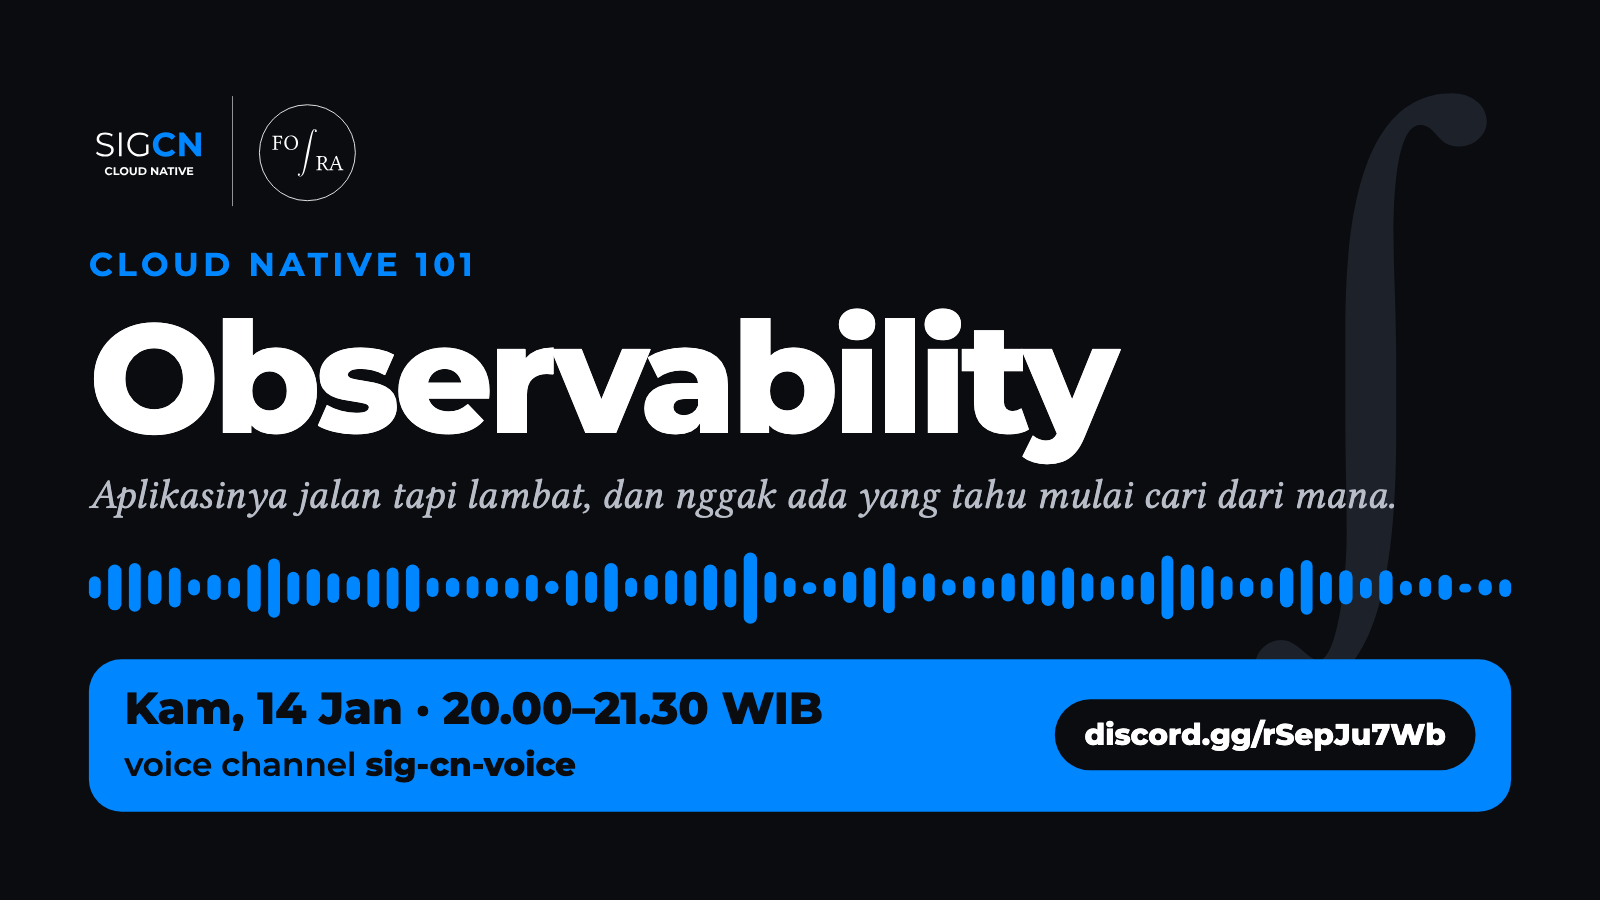 SIGCN
CLOUD NATIVE
FO
RA
CLOUD NATIVE 101
Observability
Aplikasinya jalan tapi lambat, dan nggak ada yang tahu mulai cari dari mana.
Kam, 14 Jan • 20.00–21.30 WIB
voice channel sig-cn-voice
discord.gg/rSepJu7Wb